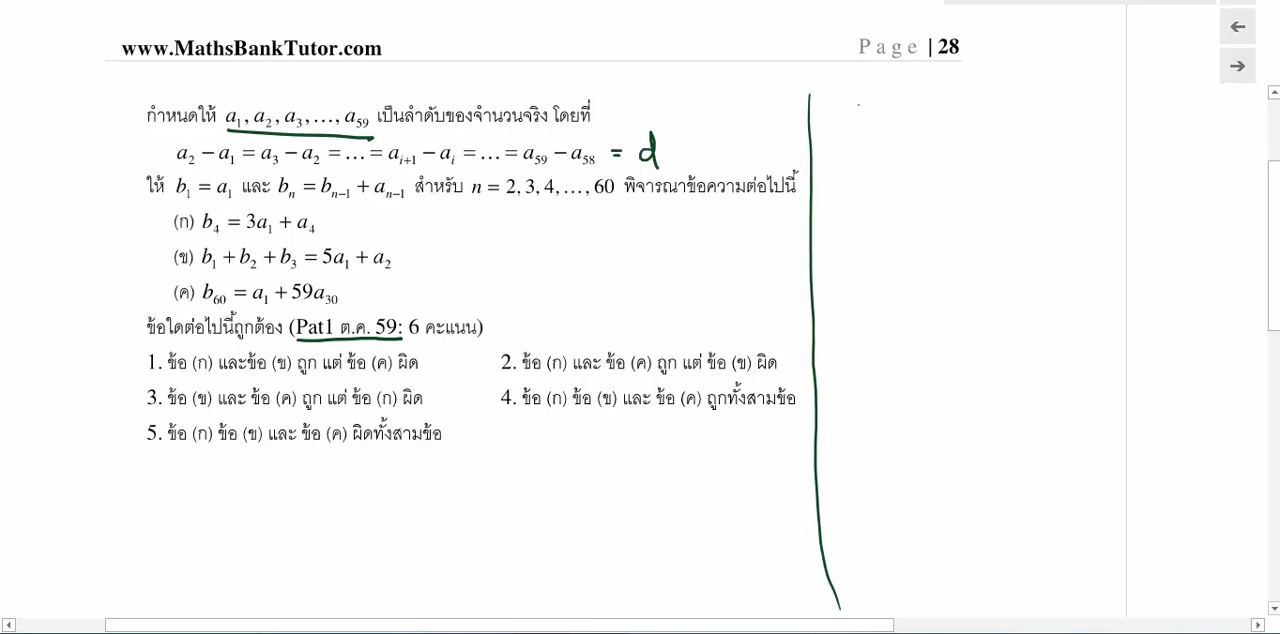 www.MathsBankTutor.com
Page | 28
กำหนดให้ a₁, a₂, a₃, …, a₅₉ เป็นลำดับของจำนวนจริง โดยที่
a₂ − a₁ = a₃ − a₂ = … = aᵢ₊₁ − aᵢ = … = a₅₉ − a₅₈ = d
ให้ b₁ = a₁ และ bₙ = bₙ₋₁ + aₙ₋₁ สำหรับ n = 2, 3, 4, …, 60 พิจารณาข้อความต่อไปนี้
(ก) b₄ = 3a₁ + a₄
(ข) b₁ + b₂ + b₃ = 5a₁ + a₂
(ค) b₆₀ = a₁ + 59a₃₀
ข้อใดต่อไปนี้ถูกต้อง (Pat1 ต.ค. 59: 6 คะแนน)
1. ข้อ (ก) และข้อ (ข) ถูก แต่ ข้อ (ค) ผิด 2. ข้อ (ก) และ ข้อ (ค) ถูก แต่ ข้อ (ข) ผิด
3. ข้อ (ข) และ ข้อ (ค) ถูก แต่ ข้อ (ก) ผิด 4. ข้อ (ก) ข้อ (ข) และ ข้อ (ค) ถูกทั้งสามข้อ
5. ข้อ (ก) ข้อ (ข) และ ข้อ (ค) ผิดทั้งสามข้อ